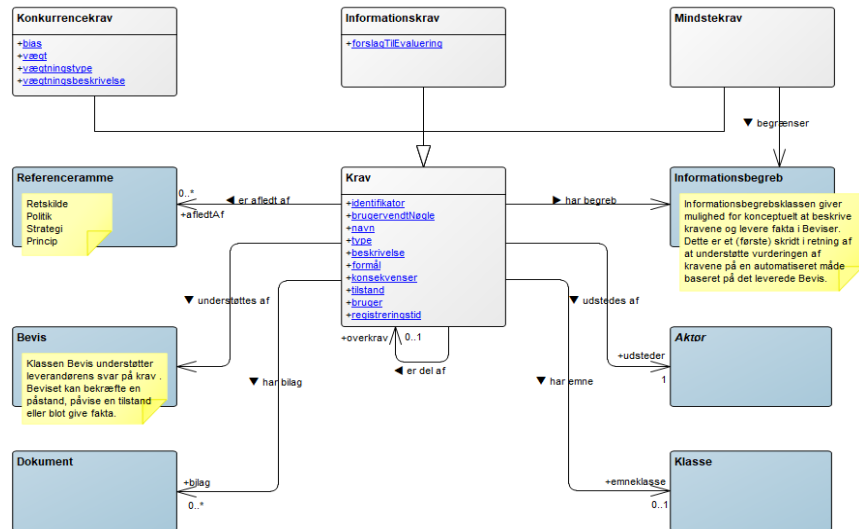 Konkurrencekrav
+bias
+vægt
+vægtningstype
+vægtningsbeskrivelse
Informationskrav
+forslagTilEvaluering
Mindstekrav
▼ begrænser
Referenceramme
Retskilde
Politik
Strategi
Princip
0..*
+afledtAf
◀ er afledt af
Krav
+identifikator
+brugervendtNøgle
+navn
+type
+beskrivelse
+formål
+konsekvenser
+tilstand
+bruger
+registreringstid
▶ har begreb
Informationsbegreb
Informationsbegrebsklassen giver
mulighed for konceptuelt at beskrive
kravene og levere fakta i Beviser.
Dette er et (første) skridt i retning af
at understøtte vurderingen af
kravene på en automatiseret måde
baseret på det leverede Bevis.
▼ understøttes af
▼ udstedes af
+overkrav
0..1
◀ er del af
Bevis
Klassen Bevis understøtter
leverandørens svar på krav .
Beviset kan bekræfte en
påstand, påvise en tilstand
eller blot give fakta.
▼ har bilag
▼ har emne
Aktør
+udsteder
1
Dokument
+bilag
0..*
Klasse
+emneklasse
0..1